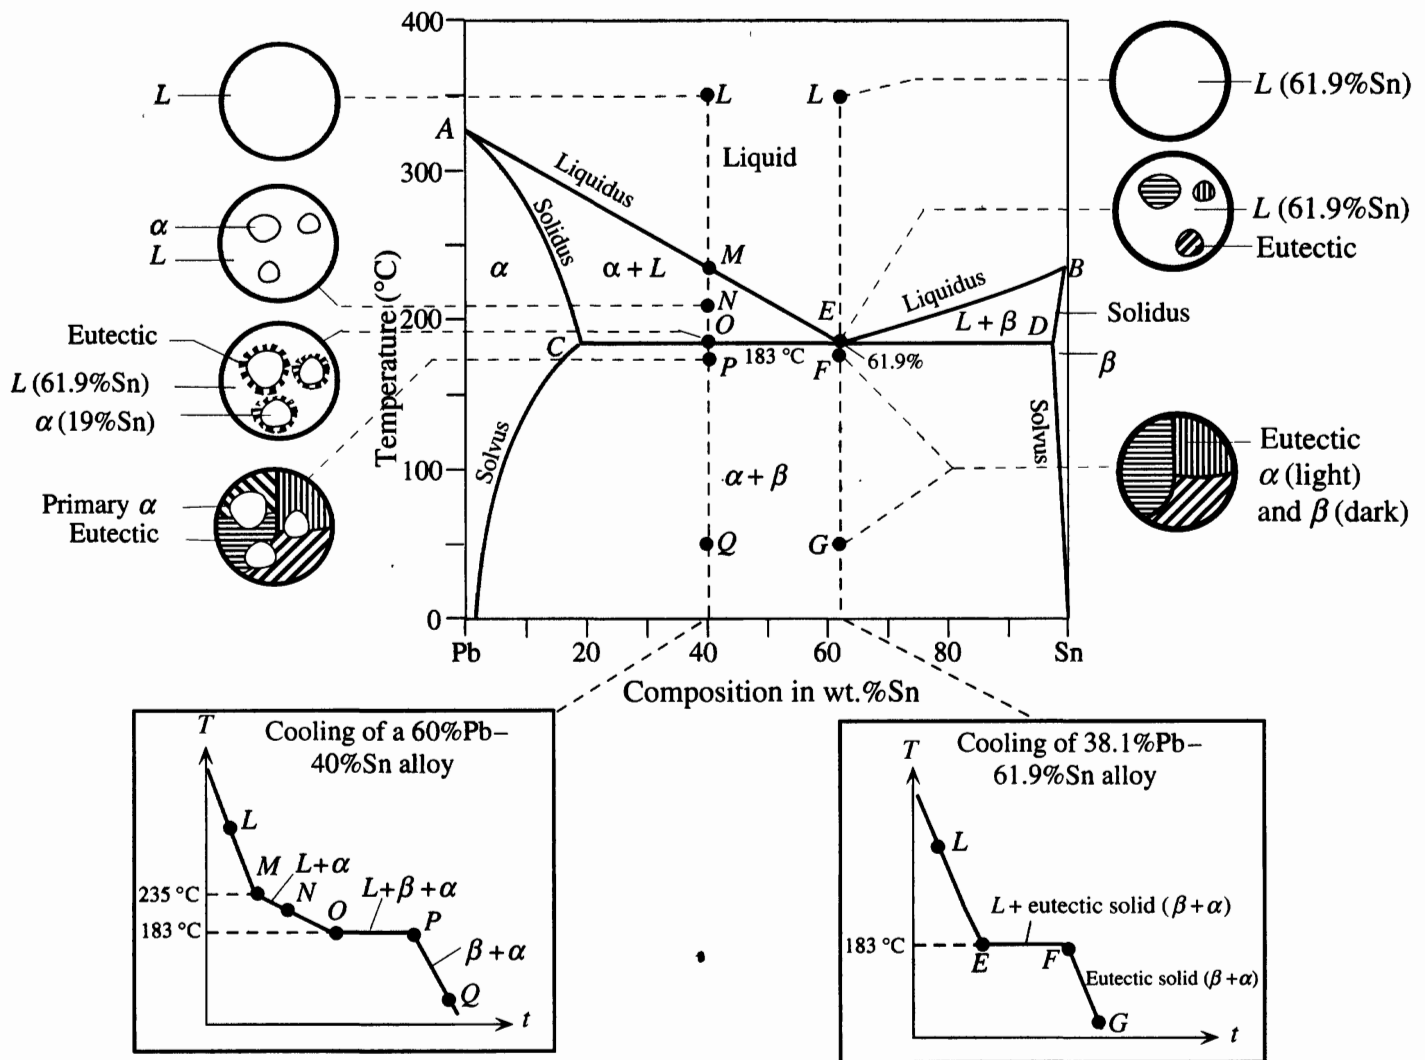 400
300
200
100
0
Temperature (°C)
Pb
20
40
60
80
Sn
Composition in wt.%Sn
A
L
L
Liquid
Liquidus
Solidus
α
α + L
M
N
O
P
C
183 °C
E
F
61.9%
Liquidus
L + β
D
B
Solidus
β
Solvus
Solvus
α + β
Q
G
L
α
L
Eutectic
L (61.9%Sn)
α (19%Sn)
Primary α
Eutectic
L (61.9%Sn)
L (61.9%Sn)
Eutectic
Eutectic
α (light)
and β (dark)
Cooling of a 60%Pb–
40%Sn alloy
T
L
M
L+α
N
L+β+α
O
P
235 °C
183 °C
β+α
Q
t
Cooling of 38.1%Pb–
61.9%Sn alloy
T
L
L + eutectic solid (β+α)
183 °C
E
F
Eutectic solid (β+α)
G
t